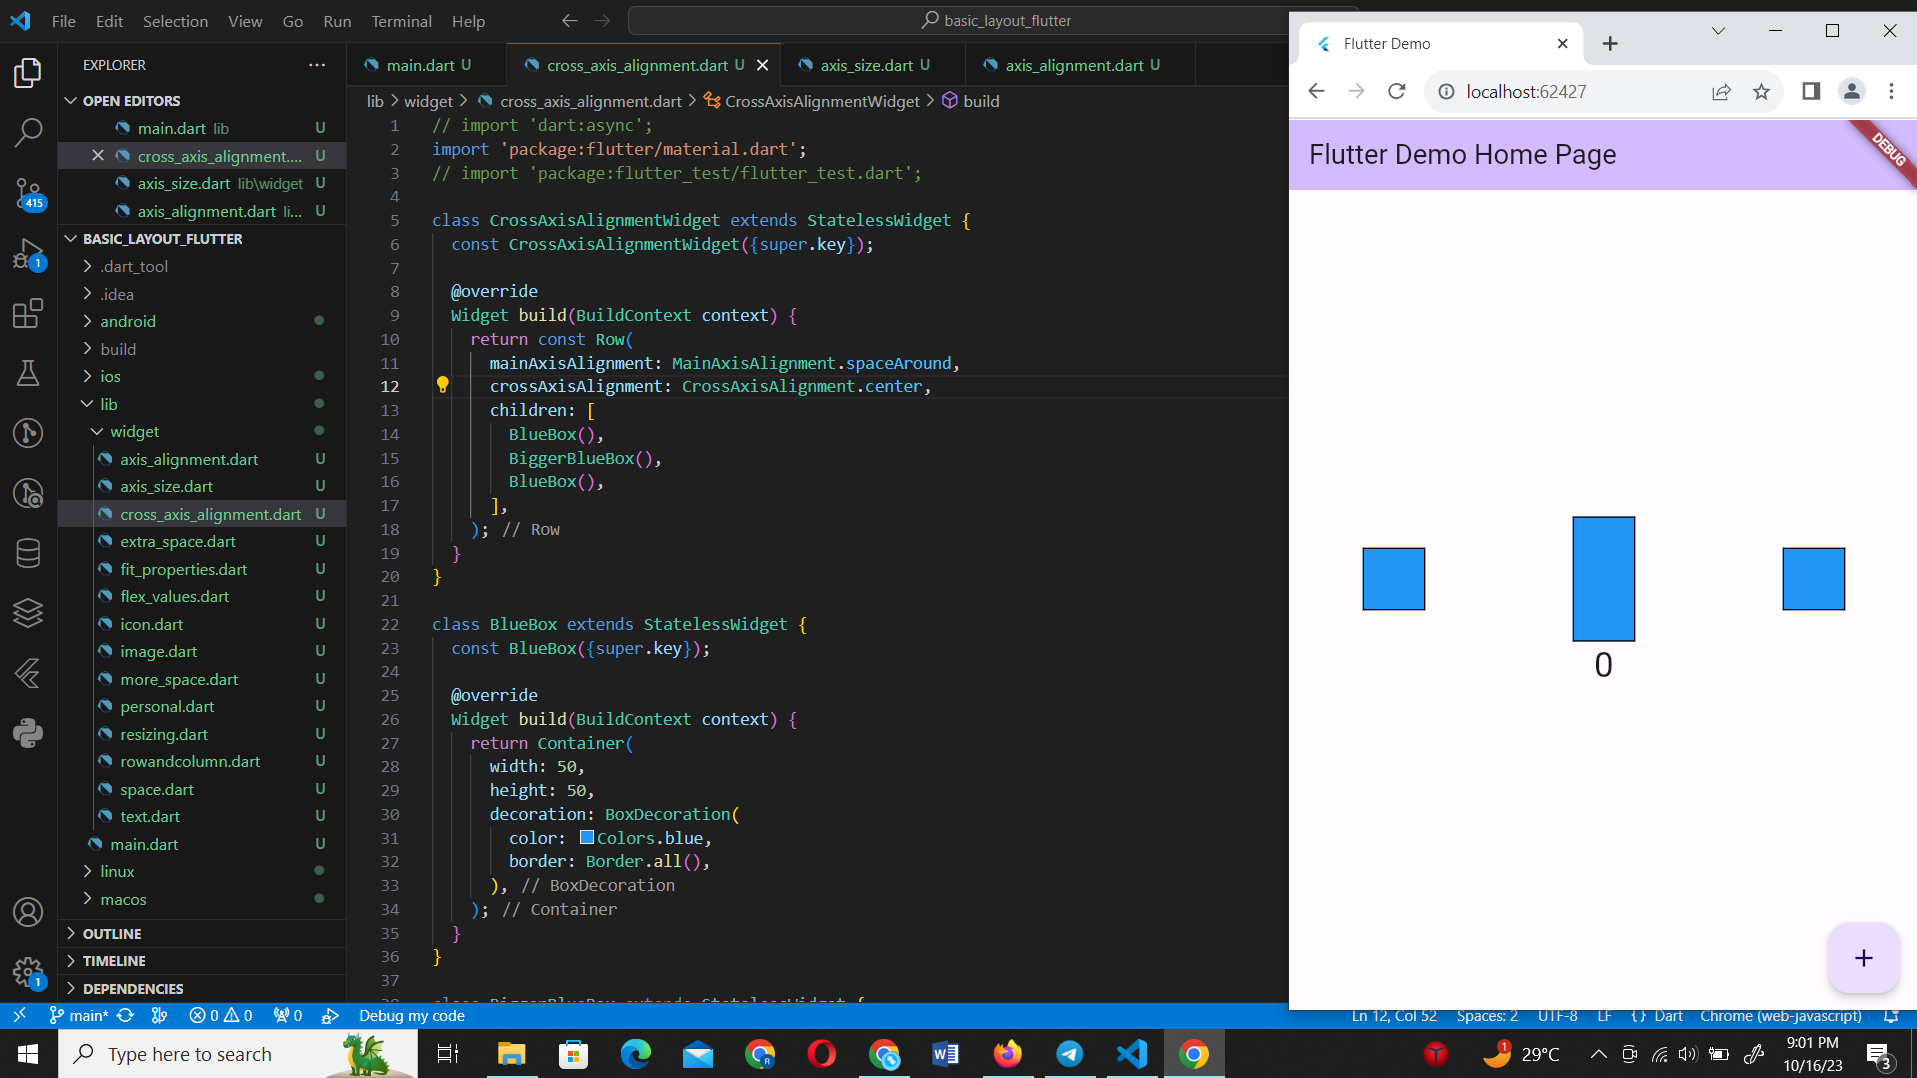 File Edit Selection View Go Run Terminal Help
basic_layout_flutter
EXPLORER
OPEN EDITORS
main.dart lib U
cross_axis_alignment.... U
axis_size.dart lib\widget U
axis_alignment.dart li... U
BASIC_LAYOUT_FLUTTER
.dart_tool
.idea
android
build
ios
lib
widget
axis_alignment.dart U
axis_size.dart U
cross_axis_alignment.dart U
extra_space.dart U
fit_properties.dart U
flex_values.dart U
icon.dart U
image.dart U
more_space.dart U
personal.dart U
resizing.dart U
rowandcolumn.dart U
space.dart U
text.dart U
main.dart U
linux
macos
OUTLINE
TIMELINE
DEPENDENCIES
415
1
1
main.dart U
cross_axis_alignment.dart U
axis_size.dart U
axis_alignment.dart U
lib > widget > cross_axis_alignment.dart > CrossAxisAlignmentWidget > build
1 // import 'dart:async';
2 import 'package:flutter/material.dart';
3 // import 'package:flutter_test/flutter_test.dart';
4
5 class CrossAxisAlignmentWidget extends StatelessWidget {
6 const CrossAxisAlignmentWidget({super.key});
7
8 @override
9 Widget build(BuildContext context) {
10 return const Row(
11 mainAxisAlignment: MainAxisAlignment.spaceAround,
12 crossAxisAlignment: CrossAxisAlignment.center,
13 children: [
14 BlueBox(),
15 BiggerBlueBox(),
16 BlueBox(),
17 ],
18 ); // Row
19 }
20 }
21
22 class BlueBox extends StatelessWidget {
23 const BlueBox({super.key});
24
25 @override
26 Widget build(BuildContext context) {
27 return Container(
28 width: 50,
29 height: 50,
30 decoration: BoxDecoration(
31 color: Colors.blue,
32 border: Border.all(),
33 ), // BoxDecoration
34 ); // Container
35 }
36 }
37
38 class BiggerBlueBox extends StatelessWidget {
Flutter Demo
localhost:62427
Flutter Demo Home Page
DEBUG
0
+
main* 0 0 0 Debug my code
Ln 12, Col 52 Spaces: 2 UTF-8 LF {} Dart Chrome (web-javascript)
Type here to search
R
1
29°C
9:01 PM
10/16/23
3